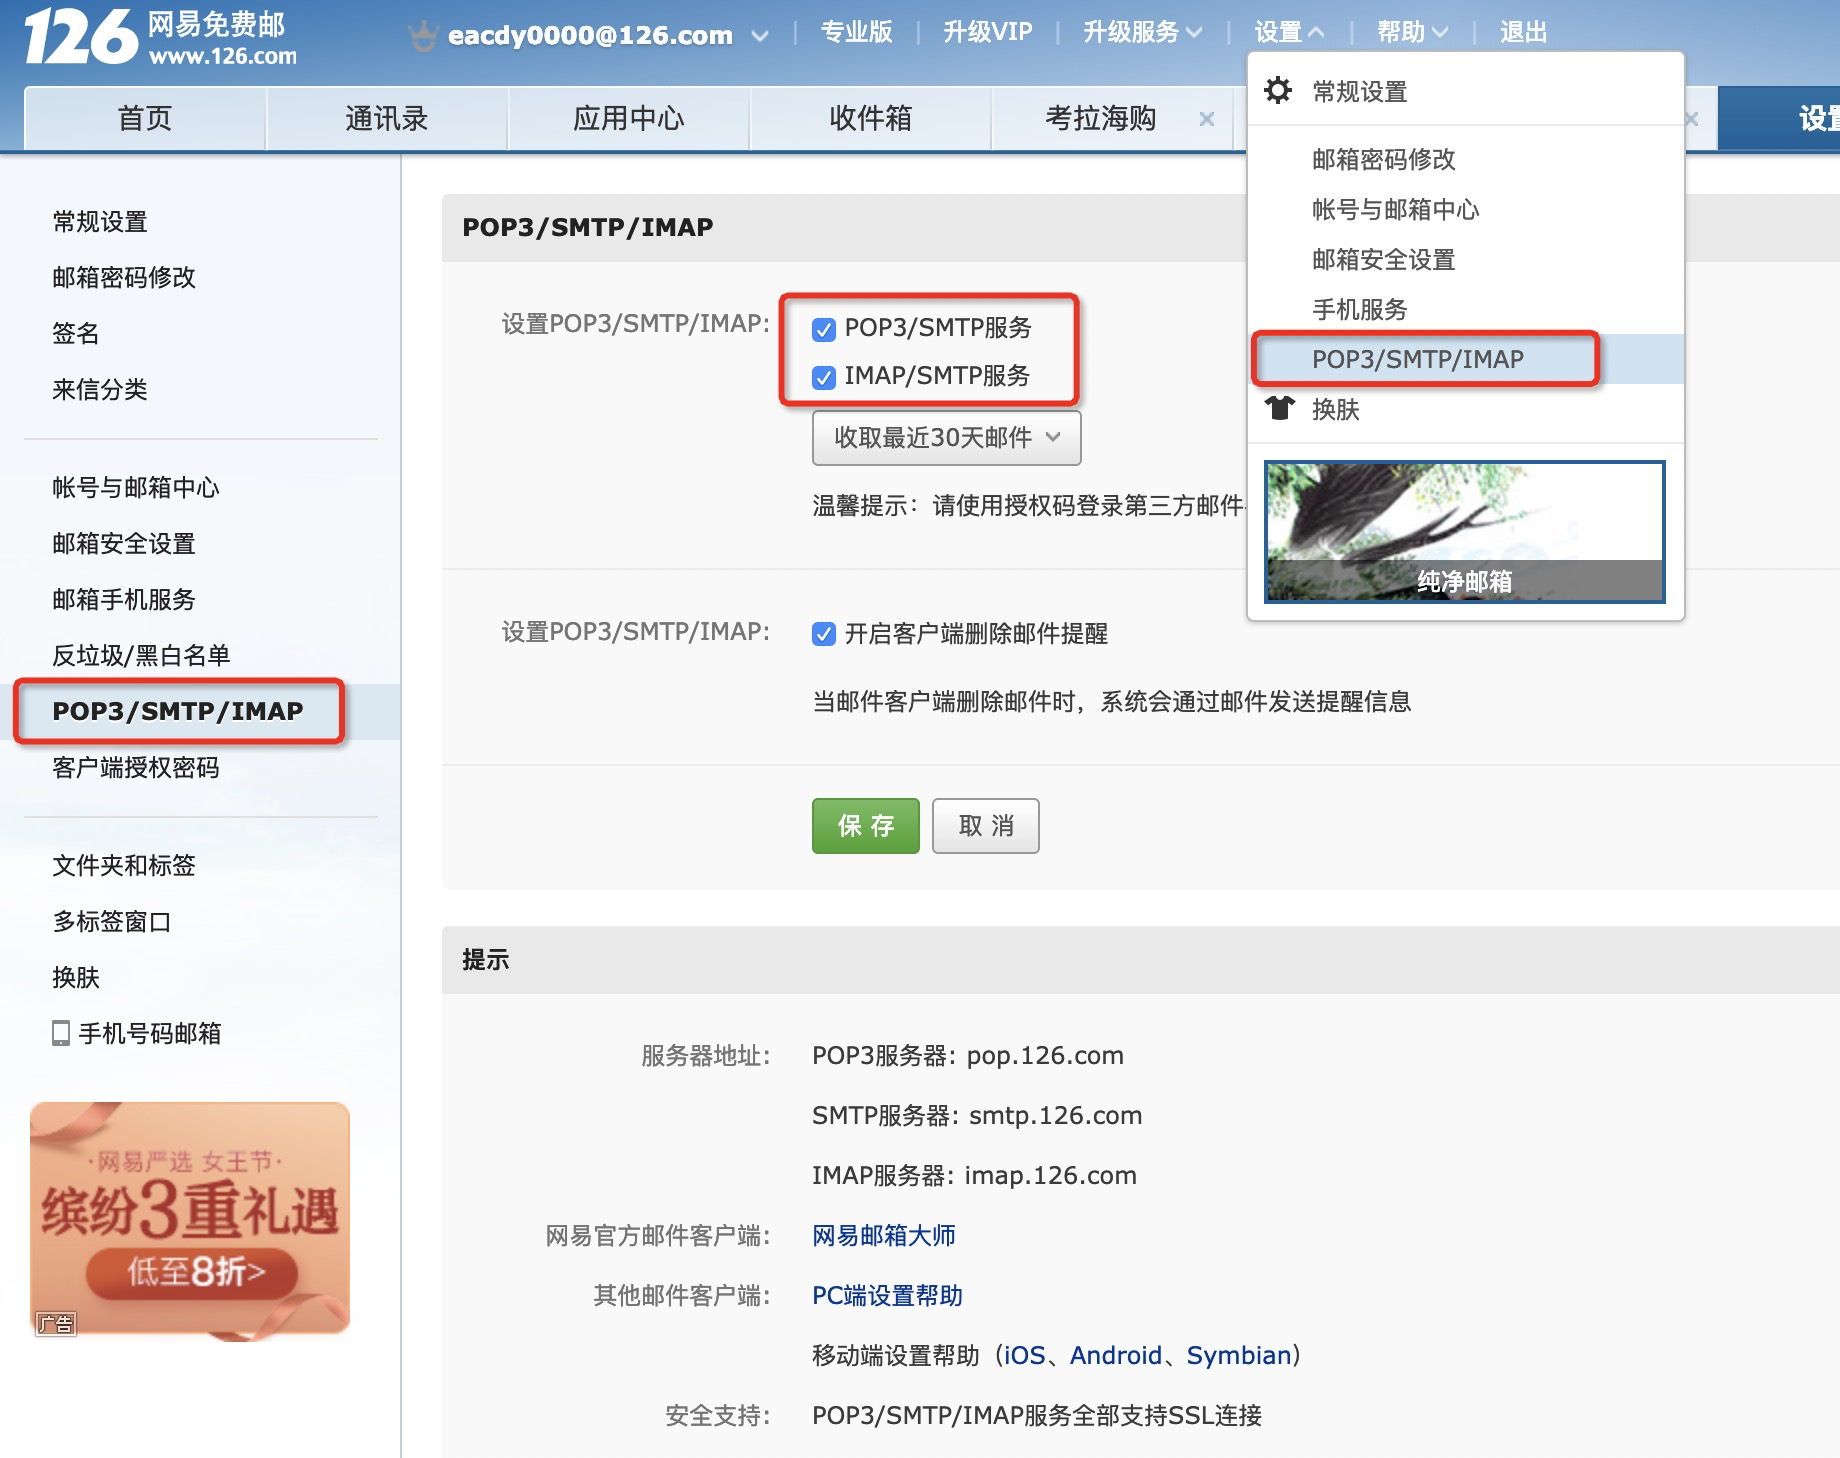 126 网易免费邮
www.126.com
eacdy0000@126.com
专业版
升级VIP
升级服务
设置
帮助
退出
首页
通讯录
应用中心
收件箱
考拉海购
设置
常规设置
邮箱密码修改
帐号与邮箱中心
邮箱安全设置
手机服务
POP3/SMTP/IMAP
换肤
纯净邮箱
常规设置
邮箱密码修改
签名
来信分类
帐号与邮箱中心
邮箱安全设置
邮箱手机服务
反垃圾/黑白名单
POP3/SMTP/IMAP
客户端授权密码
文件夹和标签
多标签窗口
换肤
手机号码邮箱
·网易严选 女王节·
缤纷3重礼遇
低至8折>
广告
POP3/SMTP/IMAP
设置POP3/SMTP/IMAP:
POP3/SMTP服务
IMAP/SMTP服务
收取最近30天邮件
温馨提示：请使用授权码登录第三方邮件
设置POP3/SMTP/IMAP:
开启客户端删除邮件提醒
当邮件客户端删除邮件时，系统会通过邮件发送提醒信息
保 存
取 消
提示
服务器地址:
POP3服务器: pop.126.com
SMTP服务器: smtp.126.com
IMAP服务器: imap.126.com
网易官方邮件客户端:
网易邮箱大师
其他邮件客户端:
PC端设置帮助
移动端设置帮助（iOS、Android、Symbian）
安全支持:
POP3/SMTP/IMAP服务全部支持SSL连接